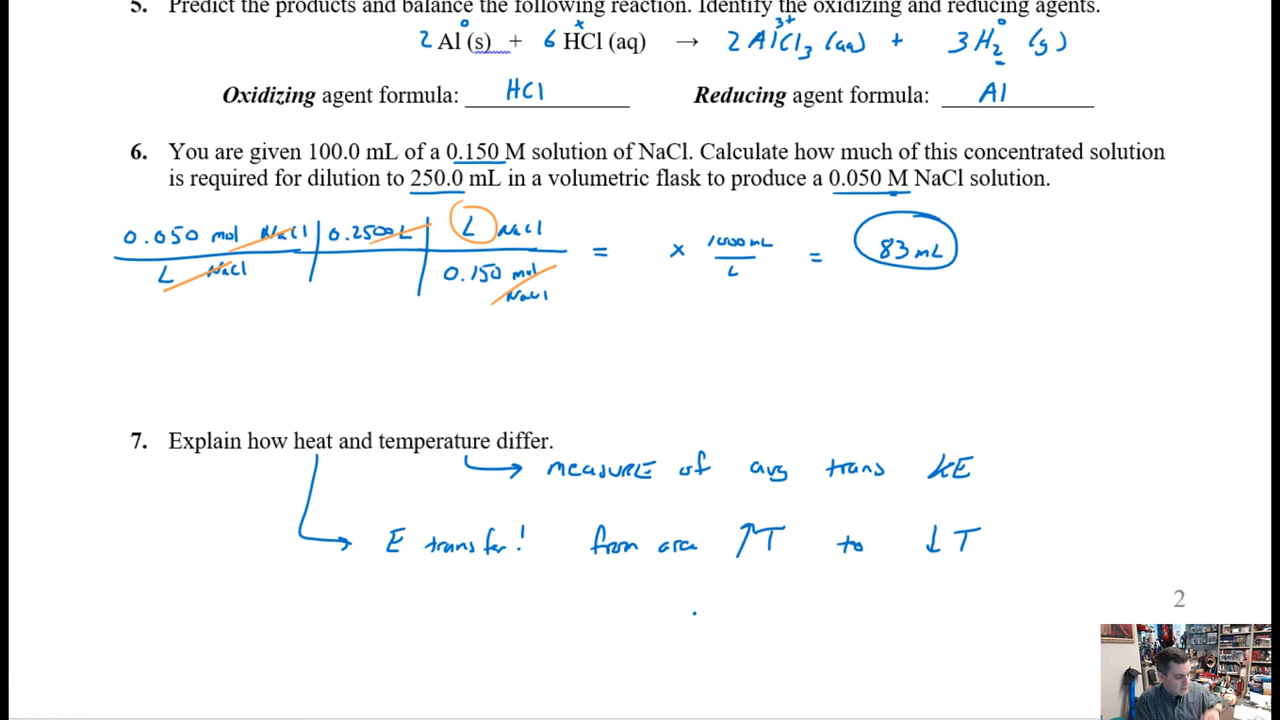 5. Predict the products and balance the following reaction. Identify the oxidizing and reducing agents.
0 + 3+ 0
2 Al (s) + 6 HCl (aq) → 2 AlCl3 (aq) + 3 H2 (g)
Oxidizing agent formula: HCl Reducing agent formula: Al
6. You are given 100.0 mL of a 0.150 M solution of NaCl. Calculate how much of this concentrated solution
is required for dilution to 250.0 mL in a volumetric flask to produce a 0.050 M NaCl solution.
0.050 mol NaCl | 0.2500 L | L NaCl
L NaCl 0.150 mol NaCl = × 1000 mL / L = 83 mL
7. Explain how heat and temperature differ.
→ MEASURE of avg trans KE
→ E transfer! from area ↑T to ↓T
2